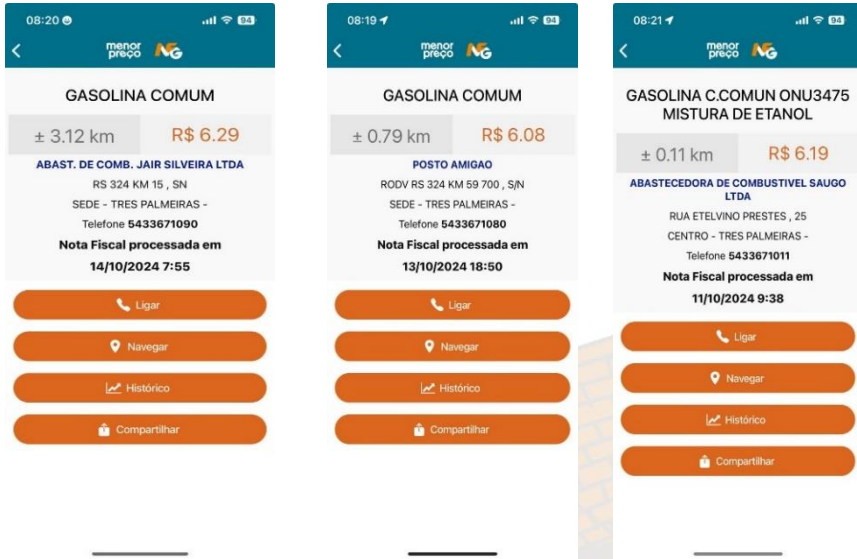 08:20
94
menor
preço
NfG
GASOLINA COMUM
± 3.12 km
R$ 6.29
ABAST. DE COMB. JAIR SILVEIRA LTDA
RS 324 KM 15 , SN
SEDE - TRES PALMEIRAS -
Telefone 5433671090
Nota Fiscal processada em
14/10/2024 7:55
Ligar
Navegar
Histórico
Compartilhar
08:19
94
menor
preço
NfG
GASOLINA COMUM
± 0.79 km
R$ 6.08
POSTO AMIGAO
RODV RS 324 KM 59 700 , S/N
SEDE - TRES PALMEIRAS -
Telefone 5433671080
Nota Fiscal processada em
13/10/2024 18:50
Ligar
Navegar
Histórico
Compartilhar
08:21
94
menor
preço
NfG
GASOLINA C.COMUN ONU3475
MISTURA DE ETANOL
± 0.11 km
R$ 6.19
ABASTECEDORA DE COMBUSTIVEL SAUGO
LTDA
RUA ETELVINO PRESTES , 25
CENTRO - TRES PALMEIRAS -
Telefone 5433671011
Nota Fiscal processada em
11/10/2024 9:38
Ligar
Navegar
Histórico
Compartilhar